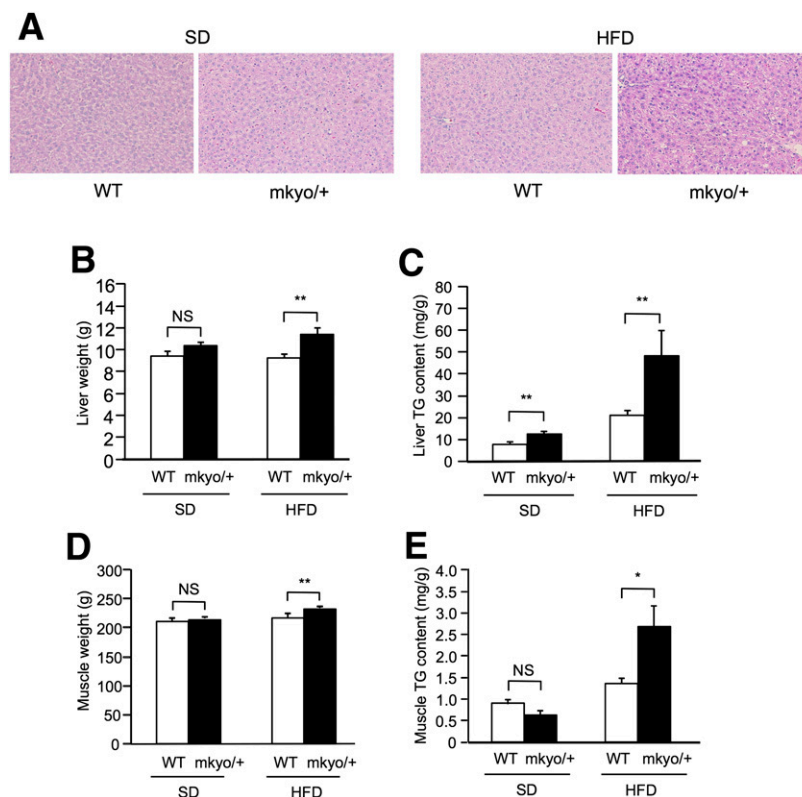 A
SD
HFD
WT
mkyo/+
WT
mkyo/+
B
Liver weight (g)
16
14
12
10
8
6
4
2
0
NS
**
WT mkyo/+
WT mkyo/+
SD
HFD
C
Liver TG content (mg/g)
80
70
60
50
40
30
20
10
0
**
**
WT mkyo/+
WT mkyo/+
SD
HFD
D
Muscle weight (g)
300
250
200
150
100
50
0
NS
**
WT mkyo/+
WT mkyo/+
SD
HFD
E
Muscle TG content (mg/g)
4.0
3.5
3.0
2.5
2.0
1.5
1.0
0.5
0
NS
*
WT mkyo/+
WT mkyo/+
SD
HFD